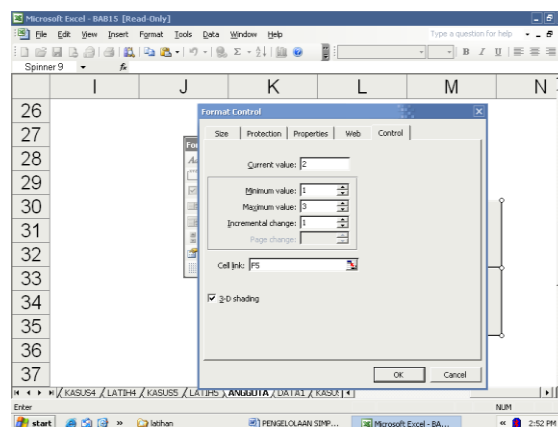 Microsoft Excel - BAB15 [Read-Only]
File Edit View Insert Format Tools Data Window Help Type a question for help
B I U
Spinner 9 fx
I J K L M N
26
27
28
29
30
31
32
33
34
35
36
37
Format Control
Size Protection Properties Web Control
Current value: 2
Minimum value: 1
Maximum value: 3
Incremental change: 1
Page change:
Cell link: F5
3-D shading
OK Cancel
KASUS4 LATIH4 KASUS5 LATIH5 ANGGOTA DATA1
Enter NUM
start latihan PENGELOLAAN SIMP... Microsoft Excel - BA... 2:52 PM